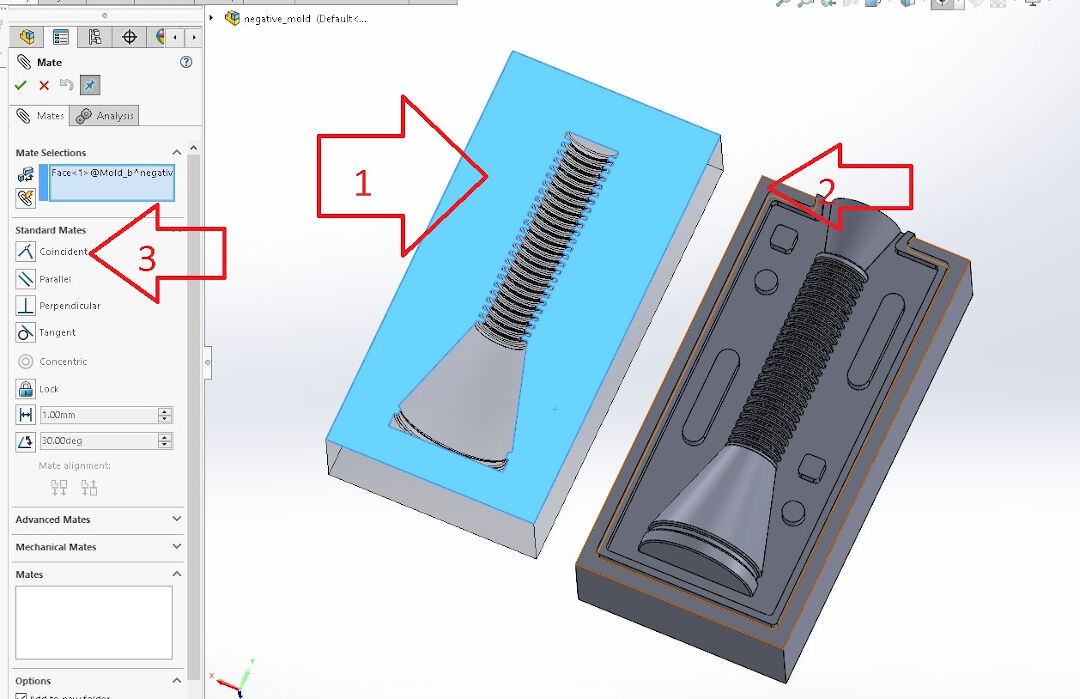 negative_mold (Default<...
Mate
Mates
Analysis
Mate Selections
Face<1>@Mold_b^negativ
Standard Mates
Coincident
Parallel
Perpendicular
Tangent
Concentric
Lock
1.00mm
30.00deg
Mate alignment:
Advanced Mates
Mechanical Mates
Mates
Options
Add to new folder
1
2
3